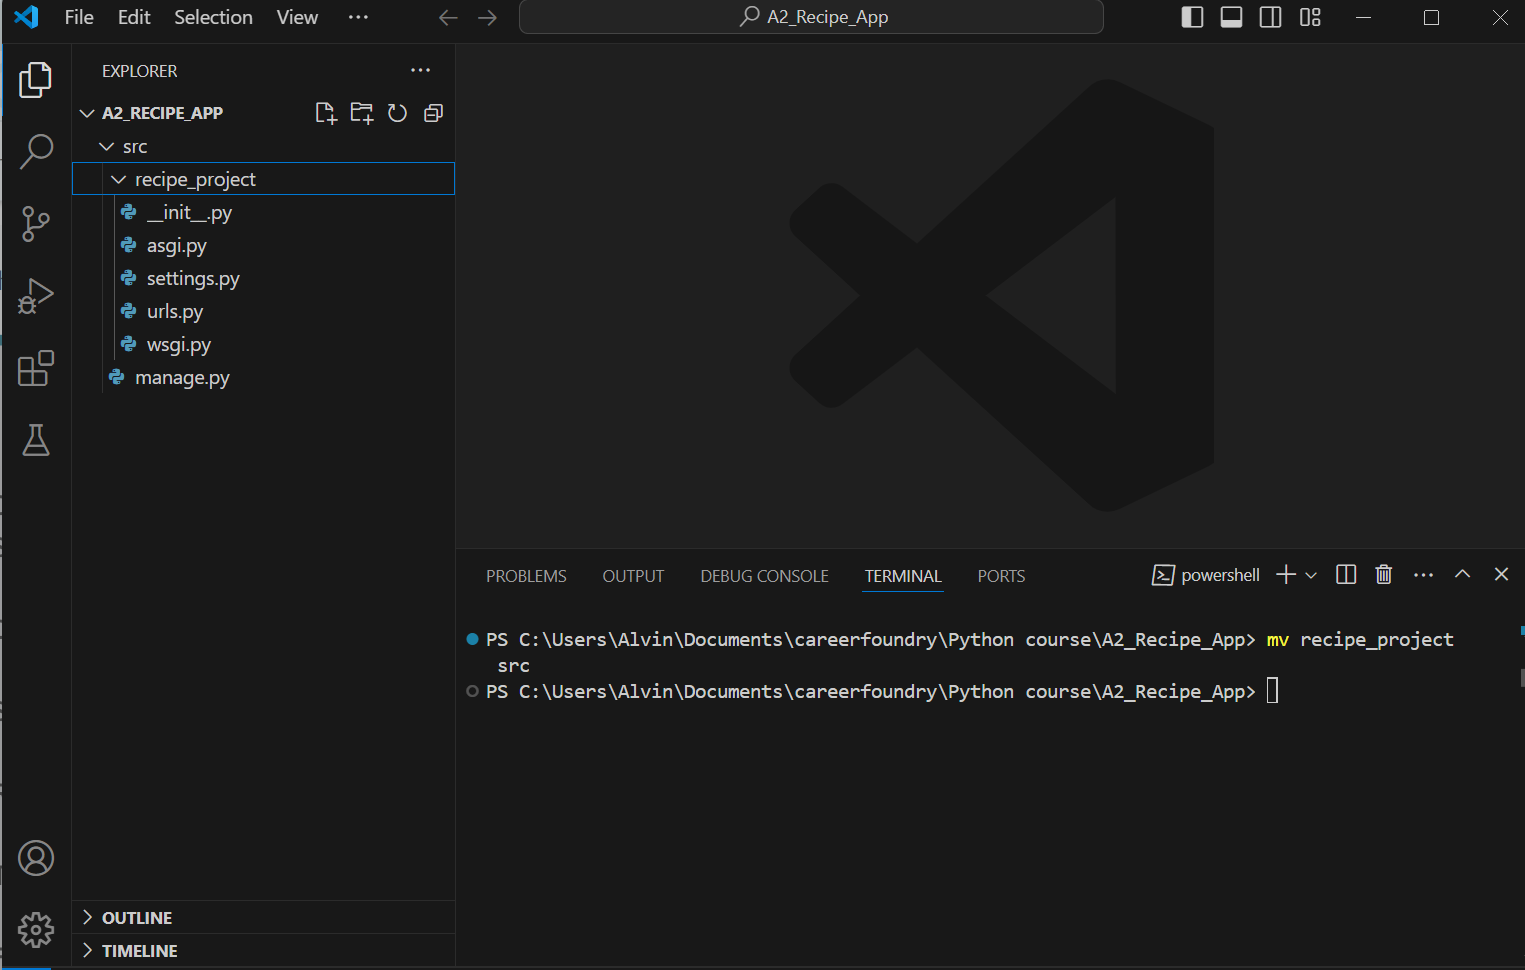 File Edit Selection View ··· A2_Recipe_App
EXPLORER
A2_RECIPE_APP
src
recipe_project
__init__.py
asgi.py
settings.py
urls.py
wsgi.py
manage.py
OUTLINE
TIMELINE
PROBLEMS OUTPUT DEBUG CONSOLE TERMINAL PORTS powershell
PS C:\Users\Alvin\Documents\careerfoundry\Python course\A2_Recipe_App> mv recipe_project
src
PS C:\Users\Alvin\Documents\careerfoundry\Python course\A2_Recipe_App>